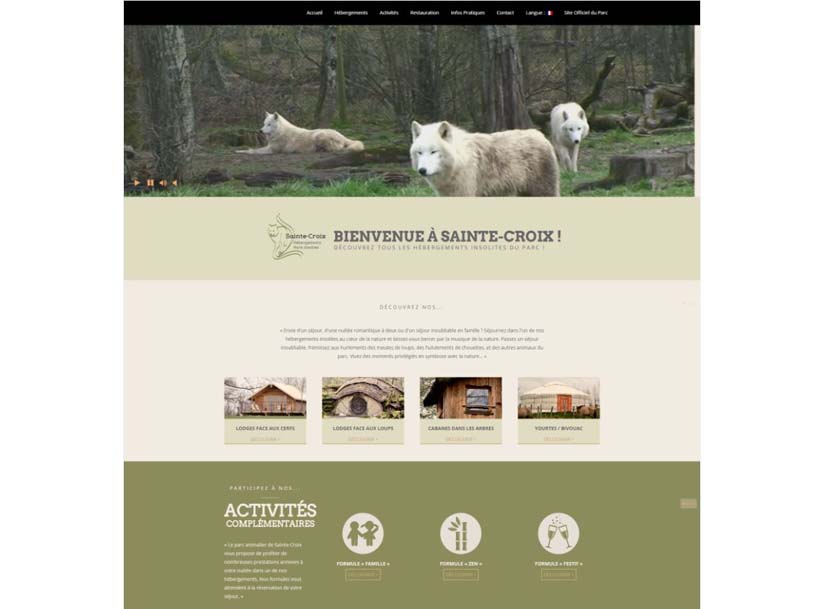 Accueil Hébergements Activités Restauration Infos Pratiques Contact Langue : Site Officiel du Parc
Sainte-Croix
Hébergements
BIENVENUE À SAINTE-CROIX !
DÉCOUVREZ TOUS LES HÉBERGEMENTS INSOLITES DU PARC !
DÉCOUVREZ NOS...
« Envie d'un séjour, d'une nuitée romantique à deux ou d'un séjour inoubliable en famille ? Séjournez dans l'un de nos
hébergements insolites au cœur de la nature et laissez-vous bercer par la musique de la nature. Passez un séjour
inoubliable, frémissez aux hurlements des meutes de loups, des hululements de chouettes, et des autres animaux du
parc. Vivez des moments privilégiés en symbiose avec la nature... »
LODGES FACE AUX CERFS LODGES FACE AUX LOUPS CABANES DANS LES ARBRES YOURTES / BIVOUAC
DÉCOUVRIR > DÉCOUVRIR > DÉCOUVRIR > DÉCOUVRIR >
PARTICIPEZ À NOS...
ACTIVITÉS
COMPLÉMENTAIRES
« Le parc animalier de Sainte-Croix
vous propose de profiter de
nombreuses prestations annexes à
votre nuitée dans un de nos
hébergements. Nos formules vous
attendent à la réservation de votre
séjour. »
FORMULE « FAMILLE » FORMULE « ZEN » FORMULE « FESTIF »
DÉCOUVRIR > DÉCOUVRIR > DÉCOUVRIR >